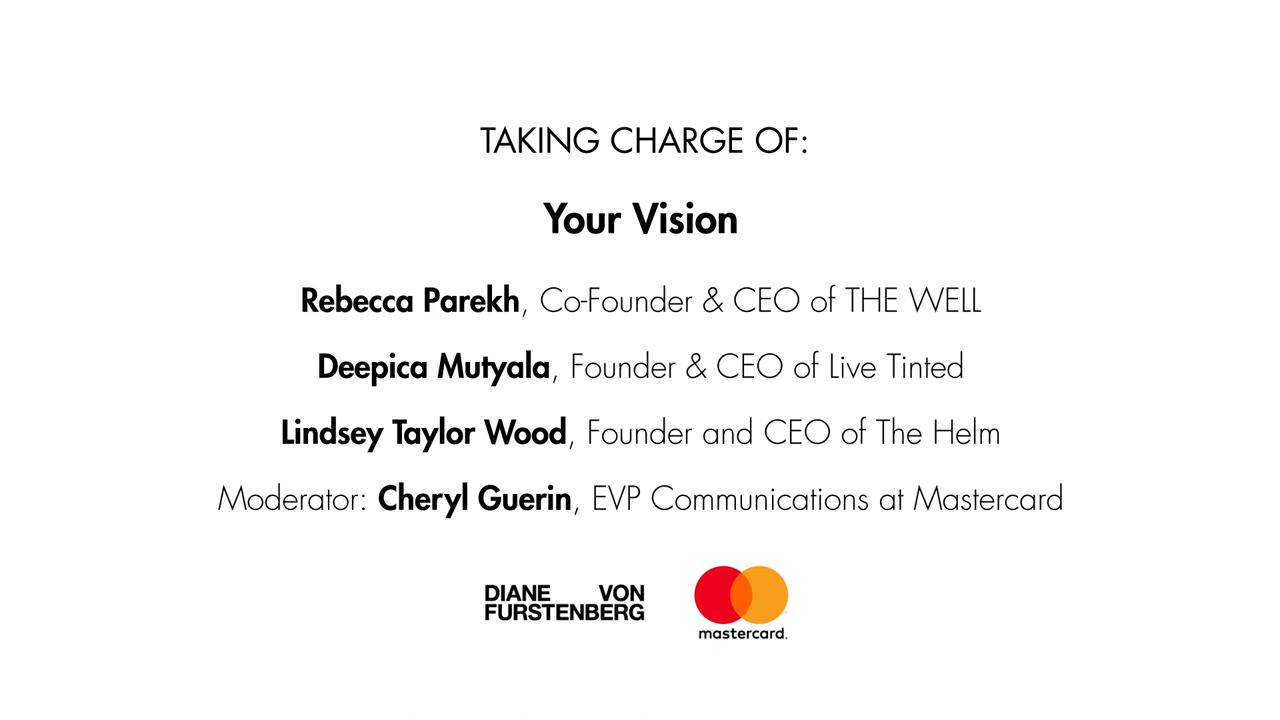 TAKING CHARGE OF:
Your Vision
Rebecca Parekh, Co-Founder & CEO of THE WELL
Deepica Mutyala, Founder & CEO of Live Tinted
Lindsey Taylor Wood, Founder and CEO of The Helm
Moderator: Cheryl Guerin, EVP Communications at Mastercard
DIANE VON
FURSTENBERG
mastercard.